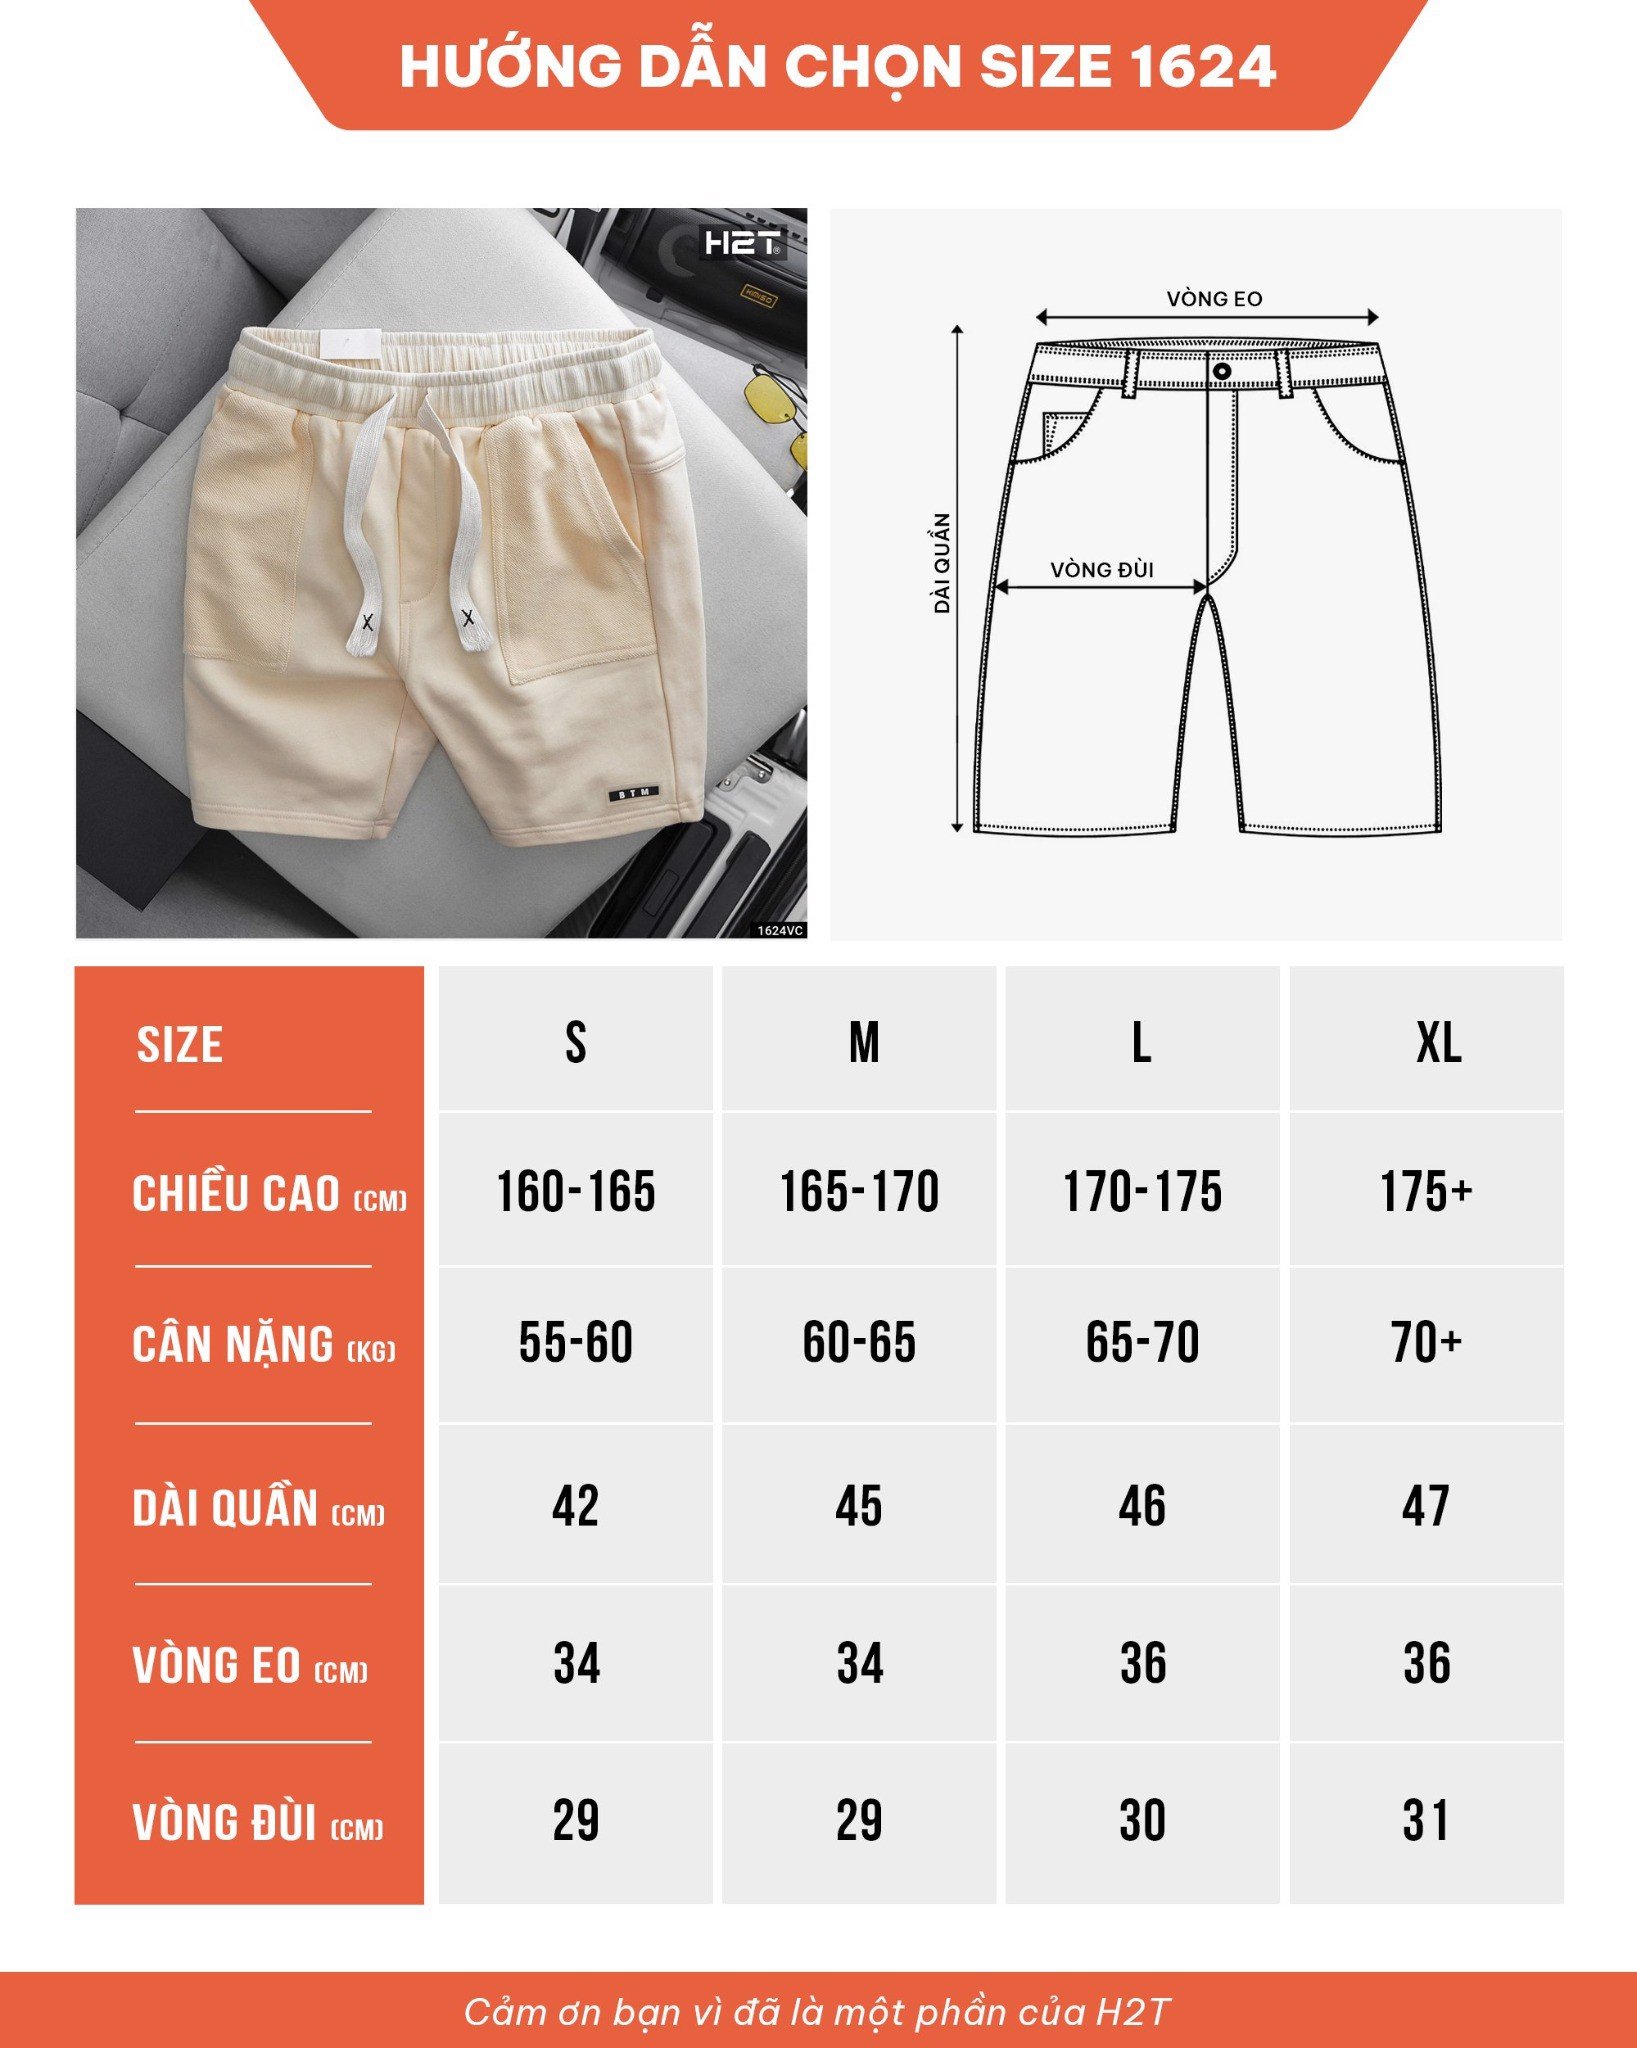 HƯỚNG DẪN CHỌN SIZE 1624
H2T®
KIMISO
X X
BTM
1624VC
VÒNG EO
DÀI QUẦN
VÒNG ĐÙI
SIZE S M L XL
CHIỀU CAO (CM) 160-165 165-170 170-175 175+
CÂN NẶNG (KG) 55-60 60-65 65-70 70+
DÀI QUẦN (CM) 42 45 46 47
VÒNG EO (CM) 34 34 36 36
VÒNG ĐÙI (CM) 29 29 30 31
Cảm ơn bạn vì đã là một phần của H2T